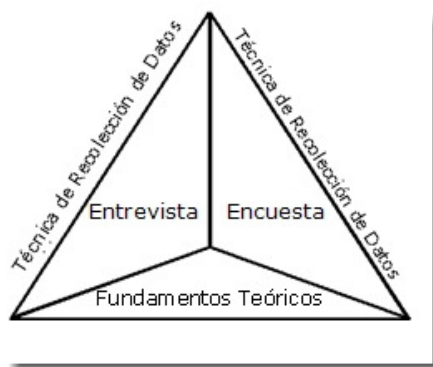 Técnica de Recolección de Datos
Técnica de Recolección de Datos
Entrevista
Encuesta
Fundamentos Teóricos